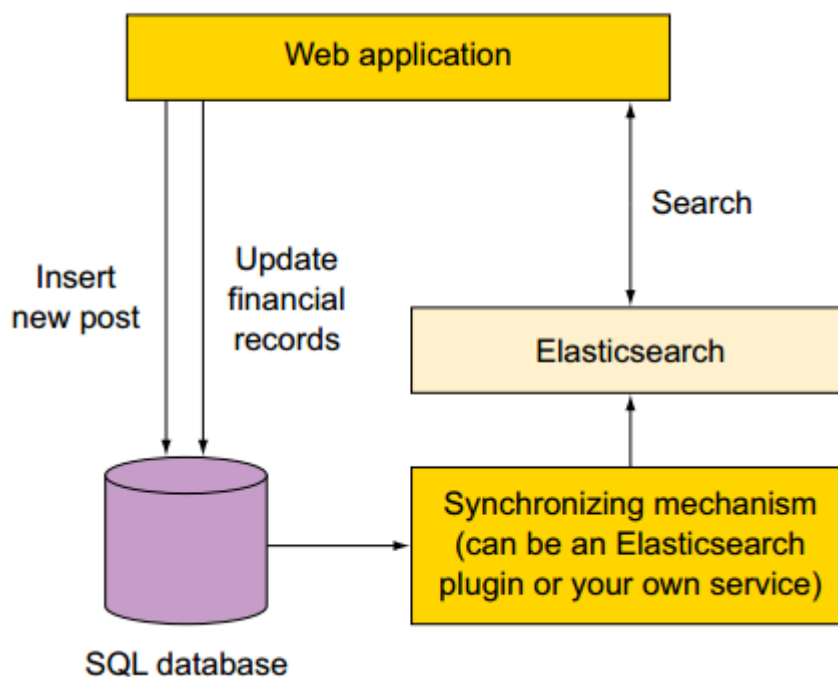 Web application
Search
Insert
new post
Update
financial
records
Elasticsearch
Synchronizing mechanism
(can be an Elasticsearch
plugin or your own service)
SQL database